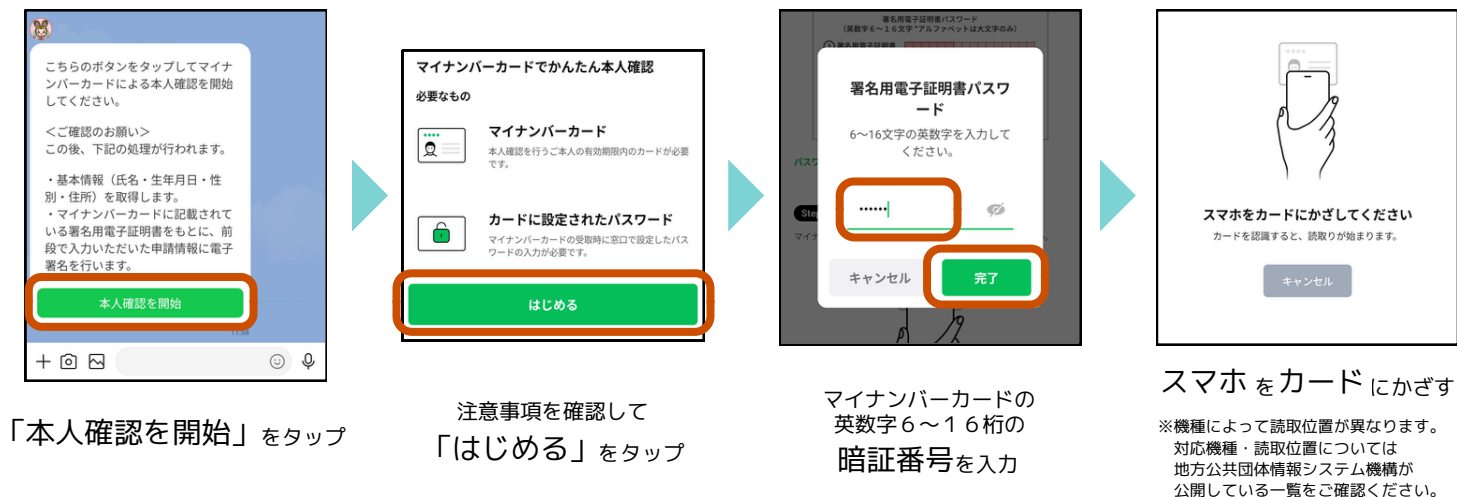 こちらのボタンをタップしてマイナ
ンバーカードによる本人確認を開始
してください。
<ご確認のお願い>
この後、下記の処理が行われます。
・基本情報（氏名・生年月日・性
別・住所）を取得します。
・マイナンバーカードに記載されて
いる署名用電子証明書をもとに、前
段で入力いただいた申請情報に電子
署名を行います。
本人確認を開始
「本人確認を開始」をタップ
マイナンバーカードでかんたん本人確認
必要なもの
マイナンバーカード
本人確認を行うご本人の有効期限内のカードが必要
です。
カードに設定されたパスワード
マイナンバーカードの受取時に窓口で設定したパス
ワードの入力が必要です。
はじめる
注意事項を確認して
「はじめる」をタップ
署名用電子証明書パスワード
（英数字6～16文字 *アルファベットは大文字のみ）
署名用電子証明書パスワ
ード
6～16文字の英数字を入力して
ください。
キャンセル
完了
マイナンバーカードの
英数字６～１６桁の
暗証番号を入力
スマホをカードにかざしてください
カードを認識すると、読取りが始まります。
キャンセル
スマホをカードにかざす
※機種によって読取位置が異なります。
対応機種・読取位置については
地方公共団体情報システム機構が
公開している一覧をご確認ください。